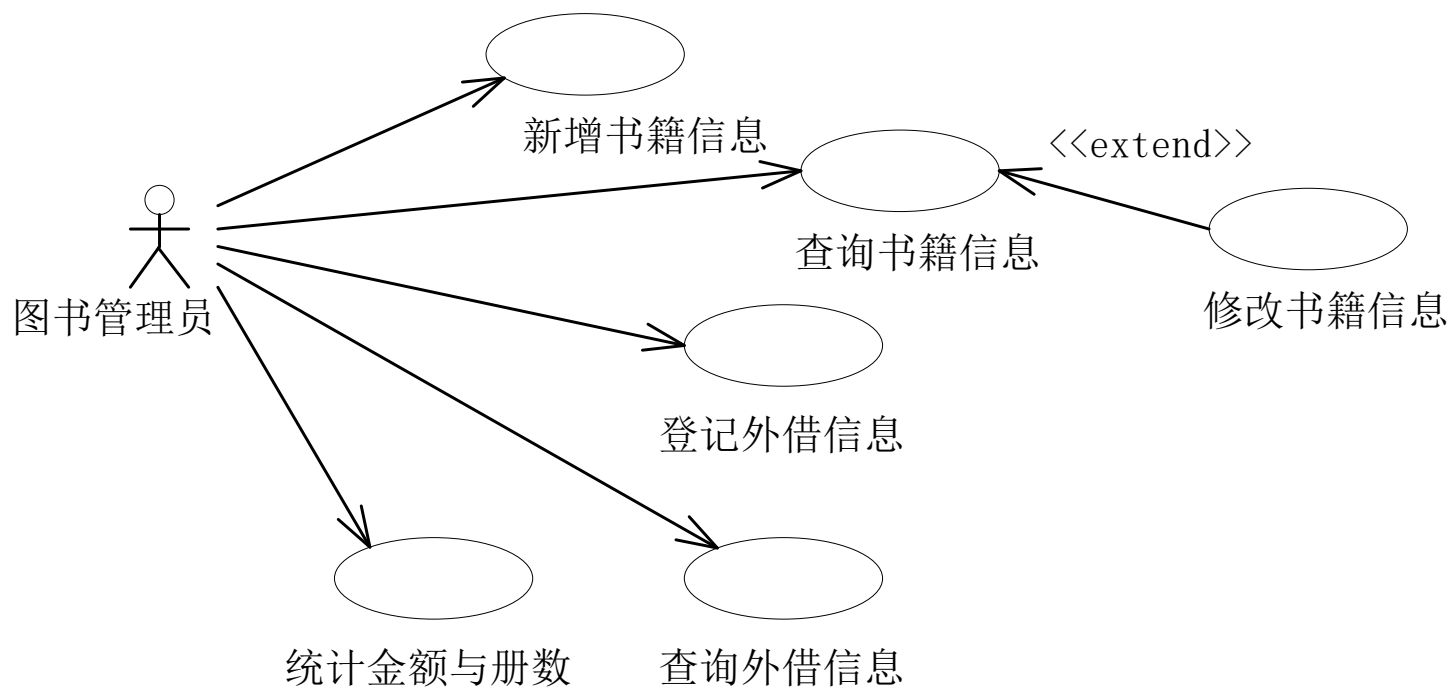 新增书籍信息
<<extend>>
查询书籍信息
修改书籍信息
图书管理员
登记外借信息
统计金额与册数
查询外借信息